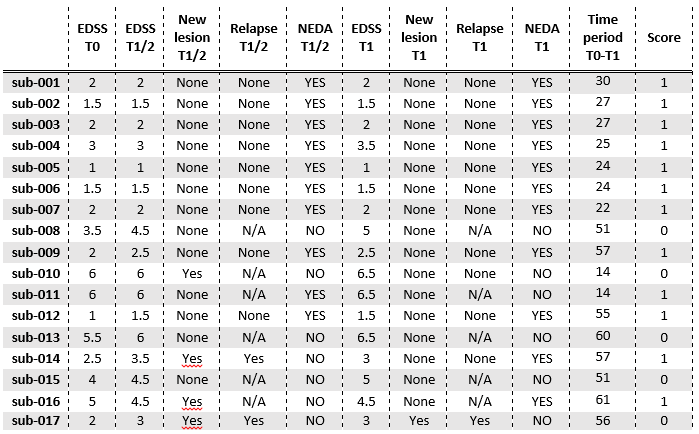 EDSS T0 EDSS T1/2 New lesion T1/2 Relapse T1/2 NEDA T1/2 EDSS T1 New lesion T1 Relapse T1 NEDA T1 Time period T0-T1 Score
sub-001 2 2 None None YES 2 None None YES 30 1
sub-002 1.5 1.5 None None YES 1.5 None None YES 27 1
sub-003 2 2 None None YES 2 None None YES 27 1
sub-004 3 3 None None YES 3.5 None None YES 25 1
sub-005 1 1 None None YES 1 None None YES 24 1
sub-006 1.5 1.5 None None YES 1.5 None None YES 24 1
sub-007 2 2 None None YES 2 None None YES 22 1
sub-008 3.5 4.5 None N/A NO 5 None N/A NO 51 0
sub-009 2 2.5 None None YES 2.5 None None YES 57 1
sub-010 6 6 Yes N/A NO 6.5 None None NO 14 0
sub-011 6 6 None N/A YES 6.5 None N/A NO 14 1
sub-012 1 1.5 None None YES 1.5 None None YES 55 1
sub-013 5.5 6 None N/A NO 6.5 None N/A NO 60 0
sub-014 2.5 3.5 Yes Yes NO 3 None None YES 57 1
sub-015 4 4.5 None N/A NO 5 None N/A NO 51 0
sub-016 5 4.5 Yes N/A NO 4.5 None N/A YES 61 1
sub-017 2 3 Yes Yes NO 3 Yes Yes NO 56 0